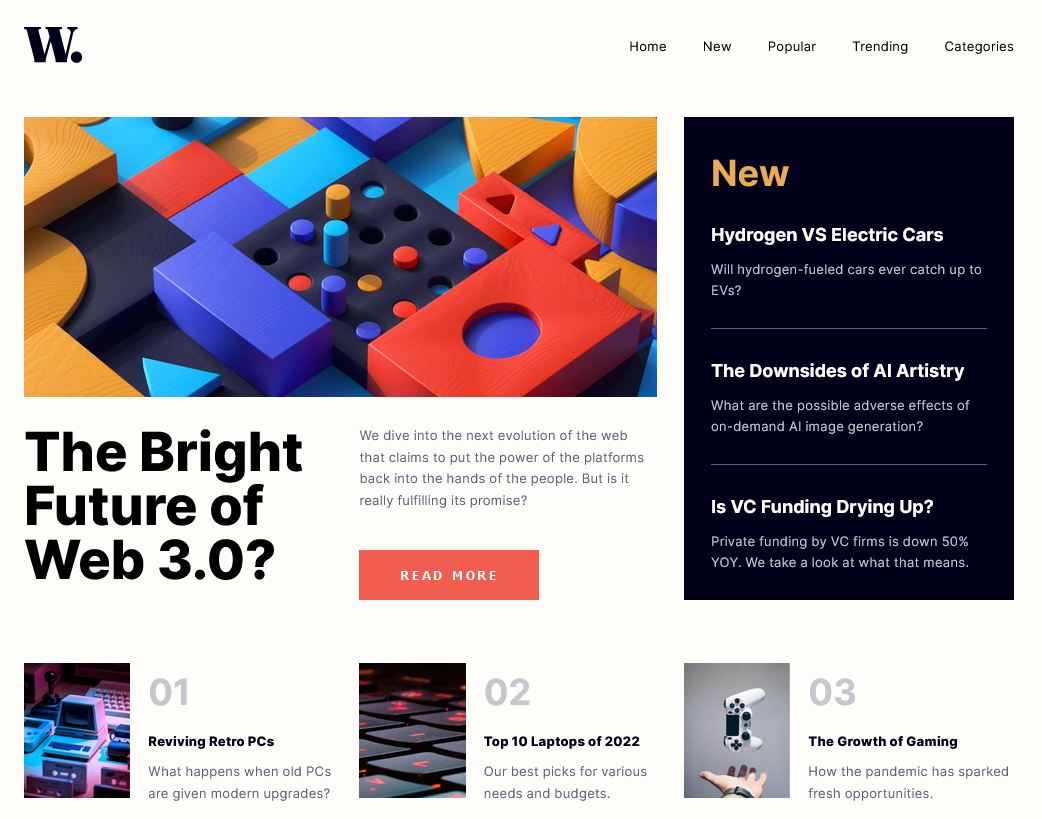 W.
Home New Popular Trending Categories
The Bright
Future of
Web 3.0?
We dive into the next evolution of the web
that claims to put the power of the platforms
back into the hands of the people. But is it
really fulfilling its promise?
READ MORE
New
Hydrogen VS Electric Cars
Will hydrogen-fueled cars ever catch up to
EVs?
The Downsides of AI Artistry
What are the possible adverse effects of
on-demand AI image generation?
Is VC Funding Drying Up?
Private funding by VC firms is down 50%
YOY. We take a look at what that means.
01
Reviving Retro PCs
What happens when old PCs
are given modern upgrades?
02
Top 10 Laptops of 2022
Our best picks for various
needs and budgets.
03
The Growth of Gaming
How the pandemic has sparked
fresh opportunities.